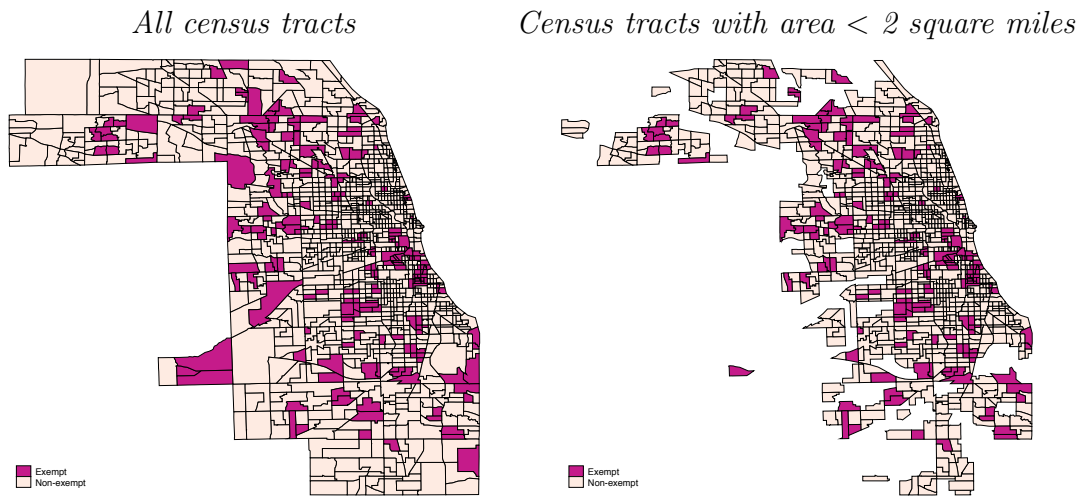 All census tracts
Census tracts with area < 2 square miles
Exempt
Non-exempt
Exempt
Non-exempt